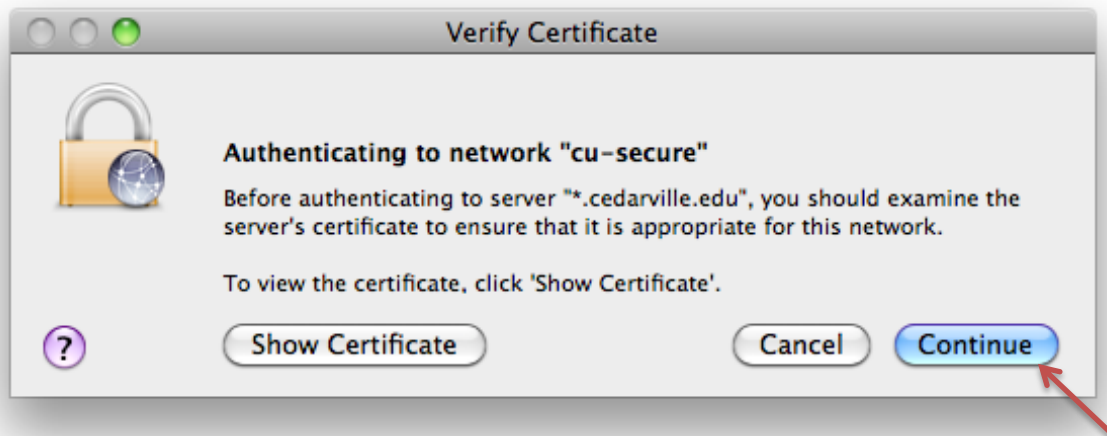 Verify Certificate
Authenticating to network "cu-secure"
Before authenticating to server "*.cedarville.edu", you should examine the
server's certificate to ensure that it is appropriate for this network.
To view the certificate, click 'Show Certificate'.
?
Show Certificate
Cancel
Continue